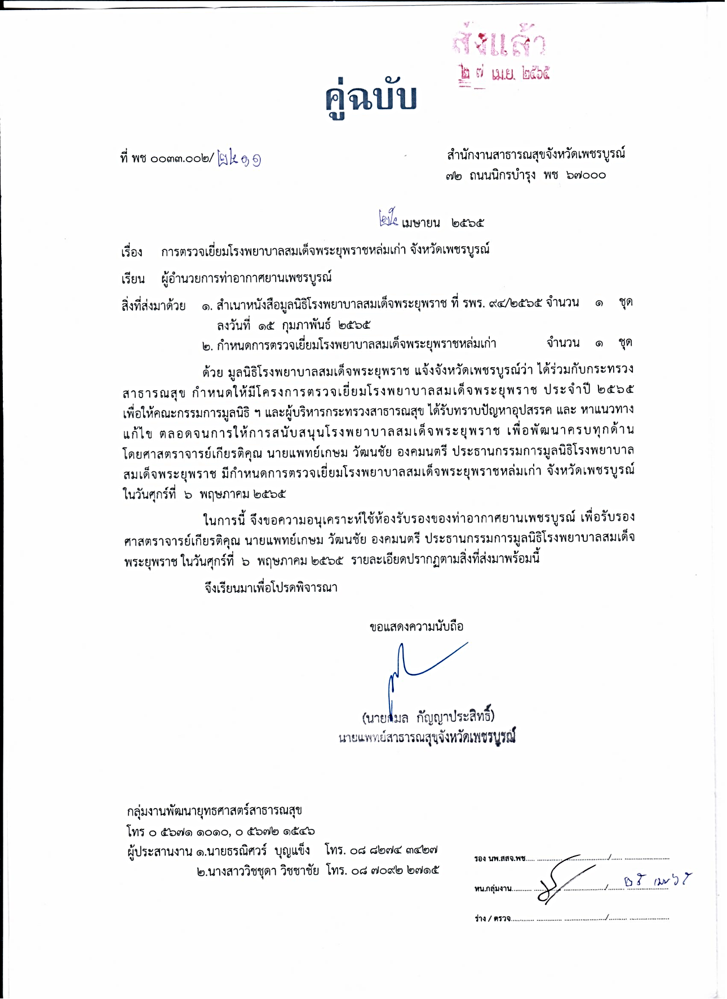 ส่งแล้ว
๒ ๗ เม.ย. ๒๕๖๕
คู่ฉบับ
ที่ พช ๐๐๓๓.๐๐๒/
สำนักงานสาธารณสุขจังหวัดเพชรบูรณ์
๗๒ ถนนนิกรบำรุง พช ๖๗๐๐๐
เมษายน ๒๕๖๕
เรื่อง การตรวจเยี่ยมโรงพยาบาลสมเด็จพระยุพราชหล่มเก่า จังหวัดเพชรบูรณ์
เรียน ผู้อำนวยการท่าอากาศยานเพชรบูรณ์
สิ่งที่ส่งมาด้วย ๑. สำเนาหนังสือมูลนิธิโรงพยาบาลสมเด็จพระยุพราช ที่ รพร. ๙๔/๒๕๖๕ จำนวน ๑ ชุด
ลงวันที่ ๑๕ กุมภาพันธ์ ๒๕๖๕
๒. กำหนดการตรวจเยี่ยมโรงพยาบาลสมเด็จพระยุพราชหล่มเก่า จำนวน ๑ ชุด
ด้วย มูลนิธิโรงพยาบาลสมเด็จพระยุพราช แจ้งจังหวัดเพชรบูรณ์ว่า ได้ร่วมกับกระทรวง
สาธารณสุข กำหนดให้มีโครงการตรวจเยี่ยมโรงพยาบาลสมเด็จพระยุพราช ประจำปี ๒๕๖๕
เพื่อให้คณะกรรมการมูลนิธิ ฯ และผู้บริหารกระทรวงสาธารณสุข ได้รับทราบปัญหาอุปสรรค และ หาแนวทาง
แก้ไข ตลอดจนการให้การสนับสนุนโรงพยาบาลสมเด็จพระยุพราช เพื่อพัฒนาครบทุกด้าน
โดยศาสตราจารย์เกียรติคุณ นายแพทย์เกษม วัฒนชัย องคมนตรี ประธานกรรมการมูลนิธิโรงพยาบาล
สมเด็จพระยุพราช มีกำหนดการตรวจเยี่ยมโรงพยาบาลสมเด็จพระยุพราชหล่มเก่า จังหวัดเพชรบูรณ์
ในวันศุกร์ที่ ๖ พฤษภาคม ๒๕๖๕
ในการนี้ จึงขอความอนุเคราะห์ใช้ห้องรับรองของท่าอากาศยานเพชรบูรณ์ เพื่อรับรอง
ศาสตราจารย์เกียรติคุณ นายแพทย์เกษม วัฒนชัย องคมนตรี ประธานกรรมการมูลนิธิโรงพยาบาลสมเด็จ
พระยุพราช ในวันศุกร์ที่ ๖ พฤษภาคม ๒๕๖๕ รายละเอียดปรากฏตามสิ่งที่ส่งมาพร้อมนี้
จึงเรียนมาเพื่อโปรดพิจารณา
ขอแสดงความนับถือ
(นายกมล กัญญาประสิทธิ์)
นายแพทย์สาธารณสุขจังหวัดเพชรบูรณ์
กลุ่มงานพัฒนายุทธศาสตร์สาธารณสุข
โทร ๐ ๕๖๗๑ ๑๐๑๐, ๐ ๕๖๗๒ ๑๕๔๖
ผู้ประสานงาน ๑.นายธรณิศวร์ บุญแข็ง โทร. ๐๘ ๘๒๗๔ ๓๔๒๗
๒.นางสาววิชชุดา วิชชาชัย โทร. ๐๘ ๗๐๙๒ ๒๗๑๕
รอง นพ.สสจ.พช..... ............................................/..... .........................
หน.กลุ่มงาน........... ............................................/........
ร่าง / ตรวจ............. .............. ........................./.......... ......................